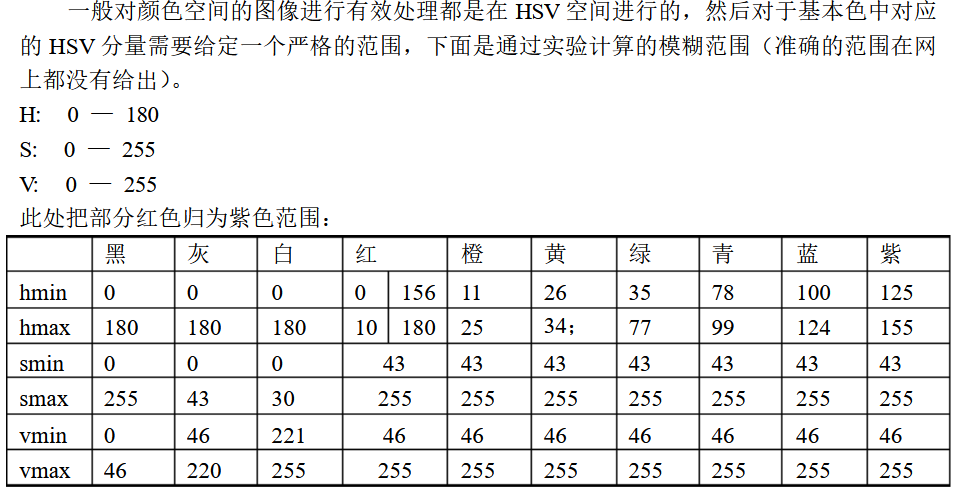 一般对颜色空间的图像进行有效处理都是在 HSV 空间进行的，然后对于基本色中对应
的 HSV 分量需要给定一个严格的范围，下面是通过实验计算的模糊范围（准确的范围在网
上都没有给出）。
H: 0 — 180
S: 0 — 255
V: 0 — 255
此处把部分红色归为紫色范围：
黑 灰 白 红 橙 黄 绿 青 蓝 紫
hmin 0 0 0 0 156 11 26 35 78 100 125
hmax 180 180 180 10 180 25 34； 77 99 124 155
smin 0 0 0 43 43 43 43 43 43 43
smax 255 43 30 255 255 255 255 255 255 255
vmin 0 46 221 46 46 46 46 46 46 46
vmax 46 220 255 255 255 255 255 255 255 255